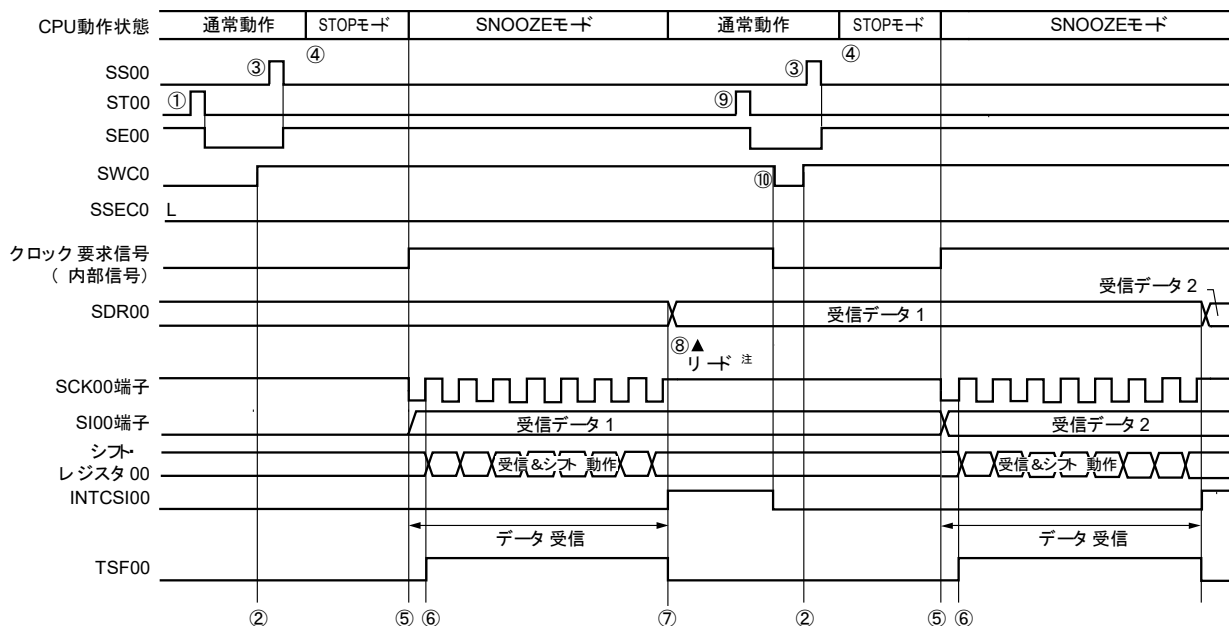 CPU動作状態 通常動作 STOPモード SNOOZEモード 通常動作 STOPモード SNOOZEモード
④ ④
SS00 ③ ③
ST00 ① ⑨
SE00
SWC0 ⑩
SSEC0 L
クロック要求信号
(内部信号)
受信データ2
SDR00 受信データ1
⑧▲
リード 注
SCK00端子
SI00端子 受信データ1 受信データ2
シフト・
レジスタ00 受信&シフト動作 受信&シフト動作
INTCSI00
データ受信 データ受信
TSF00
② ⑤ ⑥ ⑦ ② ⑤ ⑥